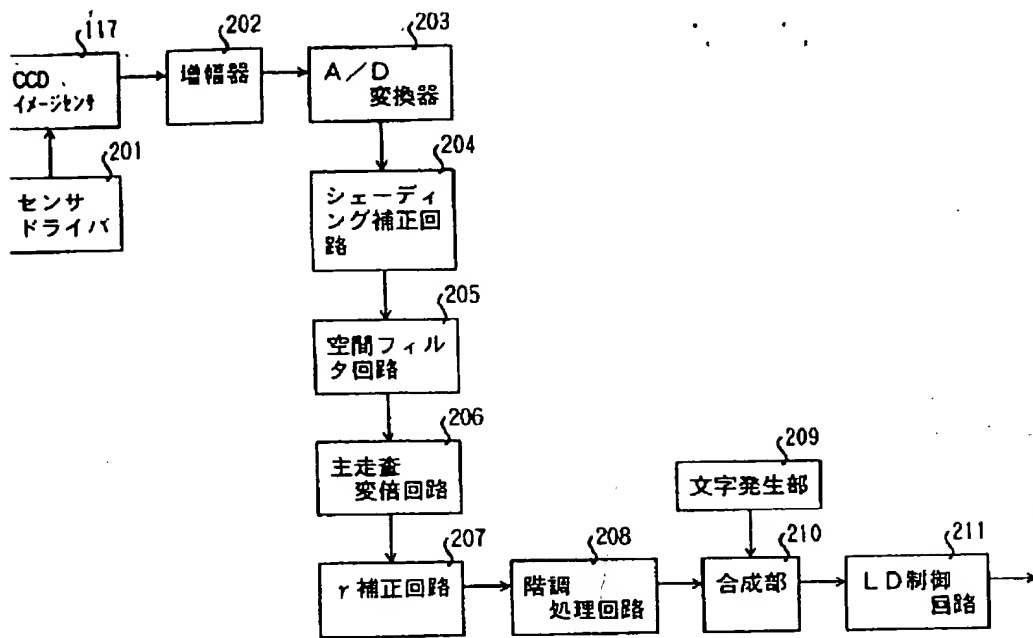 117
CCD
イメージセンサ
202
増幅器
203
A/D
変換器
201
センサ
ドライバ
204
シェーディ
ング補正回
路
205
空間フィル
タ回路
206
主走査
変倍回路
207
γ補正回路
208
階調
処理回路
209
文字発生部
210
合成部
211
LD制御
回路